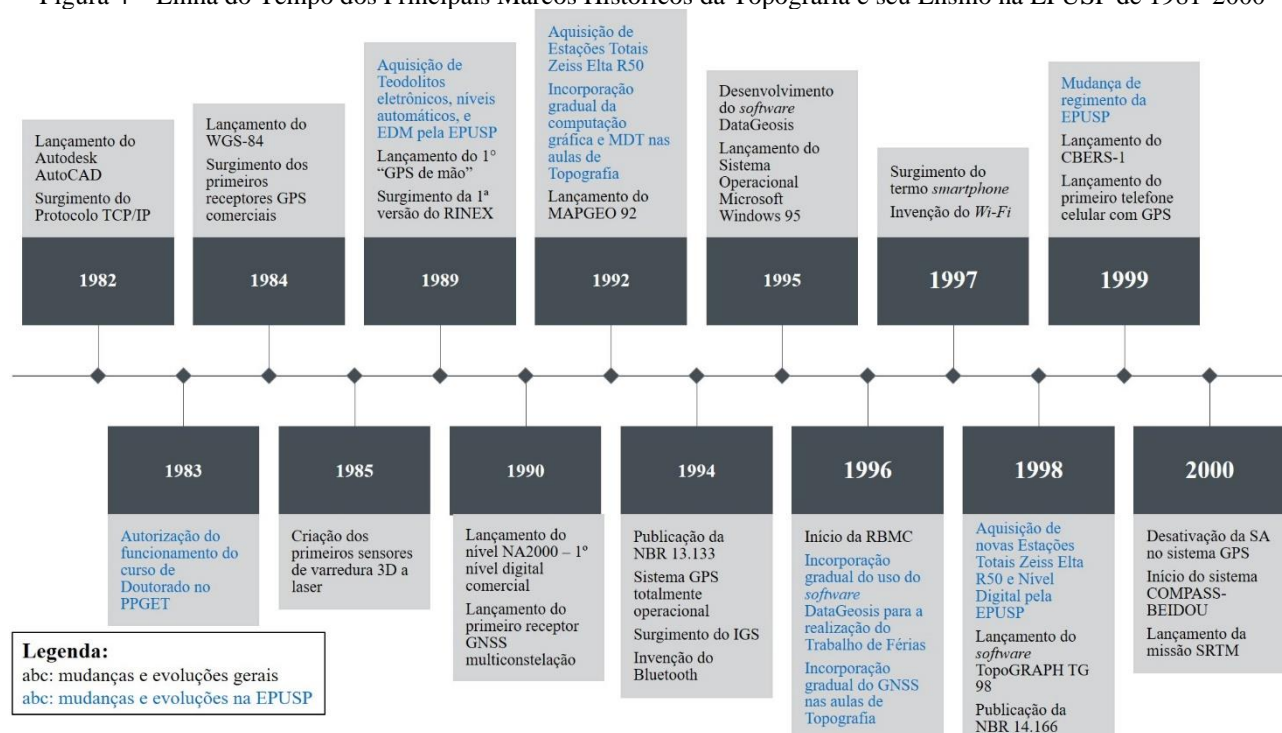 Figura 4 – Linha do Tempo dos Principais Marcos Históricos da Topografia e seu Ensino na EPUSP de 1981-2000
Lançamento do
Autodesk
AutoCAD
Surgimento do
Protocolo TCP/IP
1982
Lançamento do
WGS-84
Surgimento dos
primeiros
receptores GPS
comerciais
1984
Aquisição de
Teodolitos
eletrônicos, níveis
automáticos, e
EDM pela EPUSP
Lançamento do 1°
“GPS de mão”
Surgimento da 1ª
versão do RINEX
1989
Aquisição de
Estações Totais
Zeiss Elta R50
Incorporação
gradual da
computação
gráfica e MDT nas
aulas de
Topografia
Lançamento do
MAPGEO 92
1992
Desenvolvimento
do software
DataGeosis
Lançamento do
Sistema
Operacional
Microsoft
Windows 95
1995
Surgimento do
termo smartphone
Invenção do Wi-Fi
1997
Mudança de
regimento da
EPUSP
Lançamento do
CBERS-1
Lançamento do
primeiro telefone
celular com GPS
1999
1983
Autorização do
funcionamento do
curso de
Doutorado no
PPGET
1985
Criação dos
primeiros sensores
de varredura 3D a
laser
1990
Lançamento do
nível NA2000 – 1º
nível digital
comercial
Lançamento do
primeiro receptor
GNSS
multiconstelação
1994
Publicação da
NBR 13.133
Sistema GPS
totalmente
operacional
Surgimento do IGS
Invenção do
Bluetooth
1996
Início da RBMC
Incorporação
gradual do uso do
software
DataGeosis para a
realização do
Trabalho de Férias
Incorporação
gradual do GNSS
nas aulas de
Topografia
1998
Aquisição de
novas Estações
Totais Zeiss Elta
R50 e Nível
Digital pela
EPUSP
Lançamento do
software
TopoGRAPH TG
98
Publicação da
NBR 14.166
2000
Desativação da SA
no sistema GPS
Início do sistema
COMPASS-
BEIDOU
Lançamento da
missão SRTM
Legenda:
abc: mudanças e evoluções gerais
abc: mudanças e evoluções na EPUSP